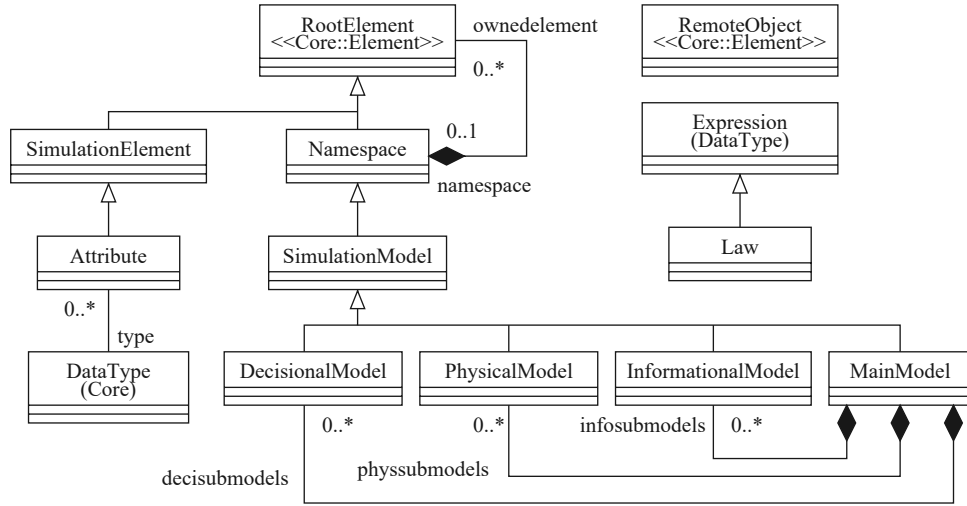 RootElement
<<Core::Element>>
ownedelement
0..*
RemoteObject
<<Core::Element>>
SimulationElement
Namespace
0..1
namespace
Expression
(DataType)
Attribute
SimulationModel
Law
0..*
type
DataType
(Core)
DecisionalModel
PhysicalModel
InformationalModel
MainModel
0..*
0..*
infosubmodels
0..*
decisubmodels
physsubmodels